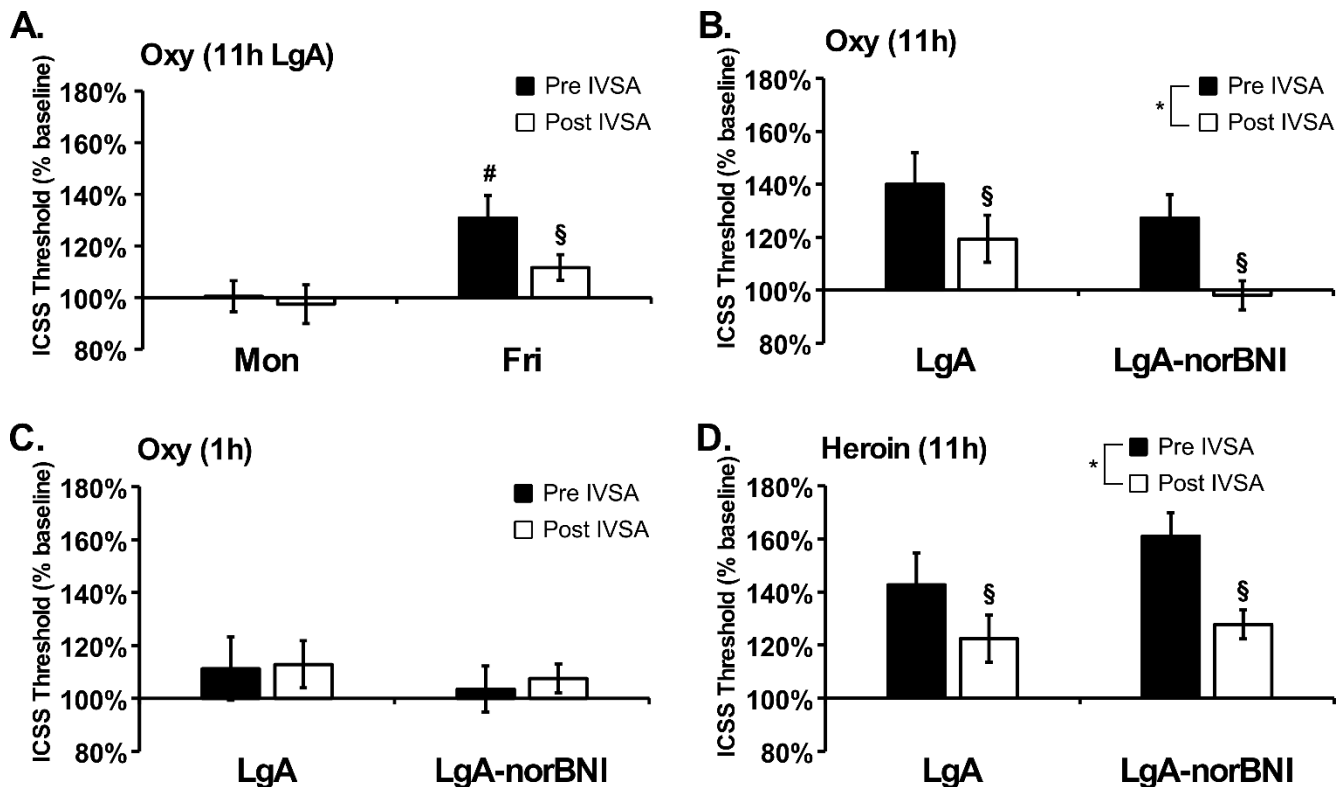 A.
Oxy (11h LgA)
Pre IVSA
Post IVSA
ICSS Threshold (% baseline)
180%
160%
140%
120%
100%
80%
#
§
Mon
Fri
B.
Oxy (11h)
Pre IVSA
*
Post IVSA
ICSS Threshold (% baseline)
180%
160%
140%
120%
100%
80%
§
§
LgA
LgA-norBNI
C.
Oxy (1h)
Pre IVSA
Post IVSA
ICSS Threshold (% baseline)
180%
160%
140%
120%
100%
80%
LgA
LgA-norBNI
D.
Heroin (11h)
Pre IVSA
*
Post IVSA
ICSS Threshold (% baseline)
180%
160%
140%
120%
100%
80%
§
§
LgA
LgA-norBNI